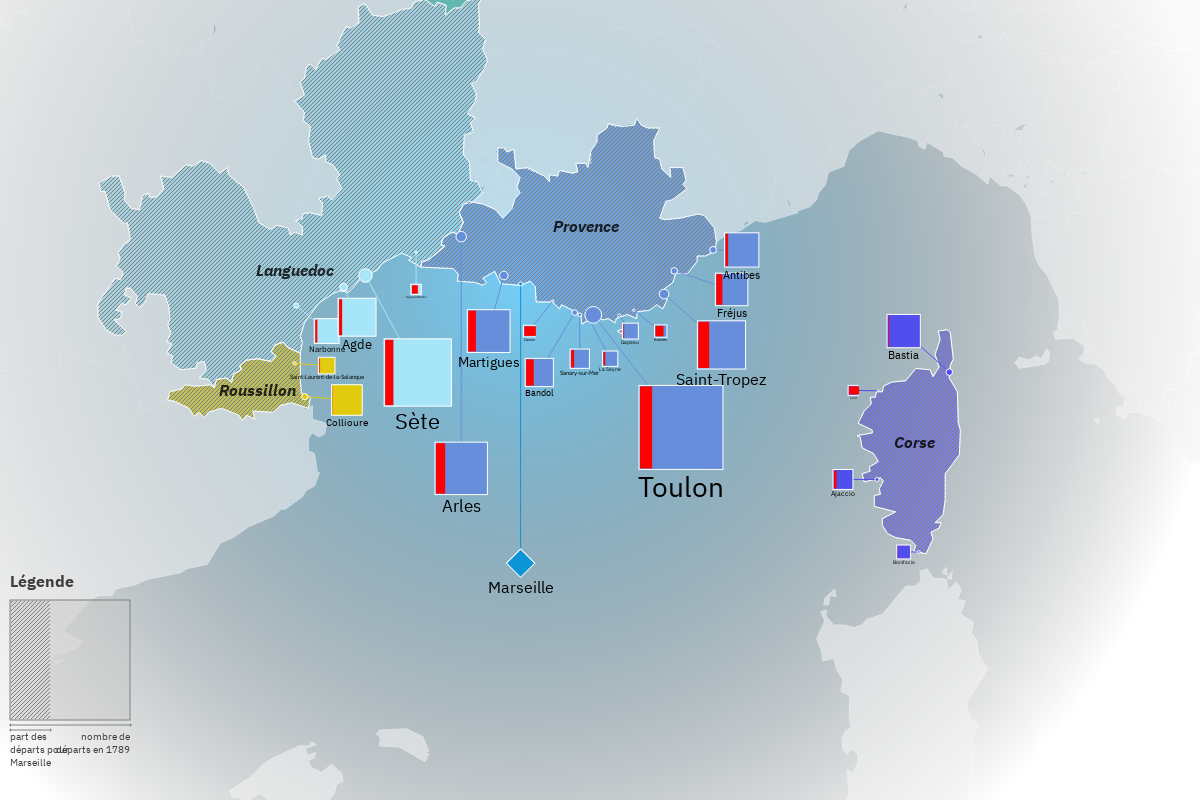 Provence
Languedoc
Antibes
Fréjus
Narbonne
Agde
Martigues
Cassis
Gapeau
Sanary-sur-Mer
La Seyne
Saint-Tropez
Bastia
Saint-Laurent-de-la-Salanque
Roussillon
Bandol
Collioure
Sète
Corse
Toulon
Ajaccio
Arles
Bonifacio
Marseille
Légende
part des
départs pour
Marseille
nombre de
départs en 1789